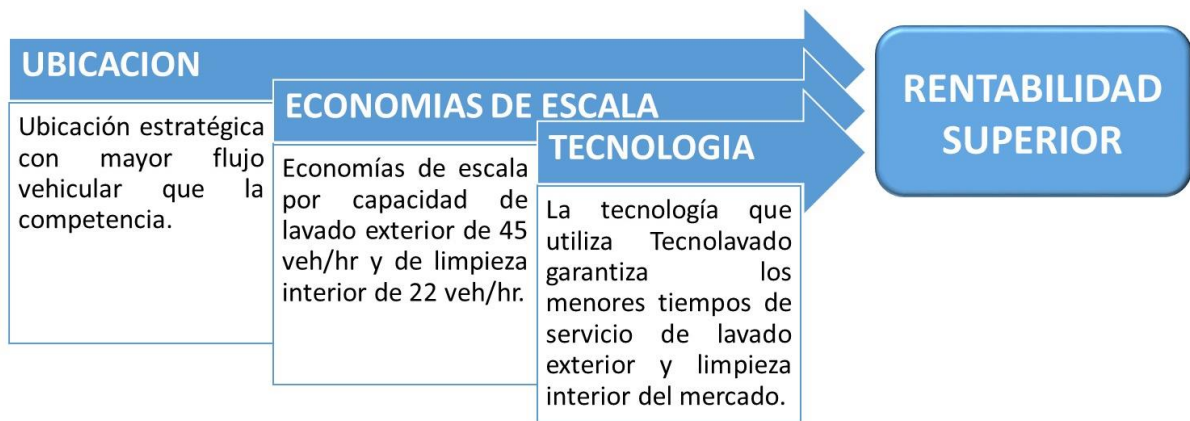 UBICACION
Ubicación estratégica
con mayor flujo
vehicular que la
competencia.
ECONOMIAS DE ESCALA
Economías de escala
por capacidad de
lavado exterior de 45
veh/hr y de limpieza
interior de 22 veh/hr.
TECNOLOGIA
La tecnología que
utiliza Tecnolavado
garantiza los
menores tiempos de
servicio de lavado
exterior y limpieza
interior del mercado.
RENTABILIDAD
SUPERIOR